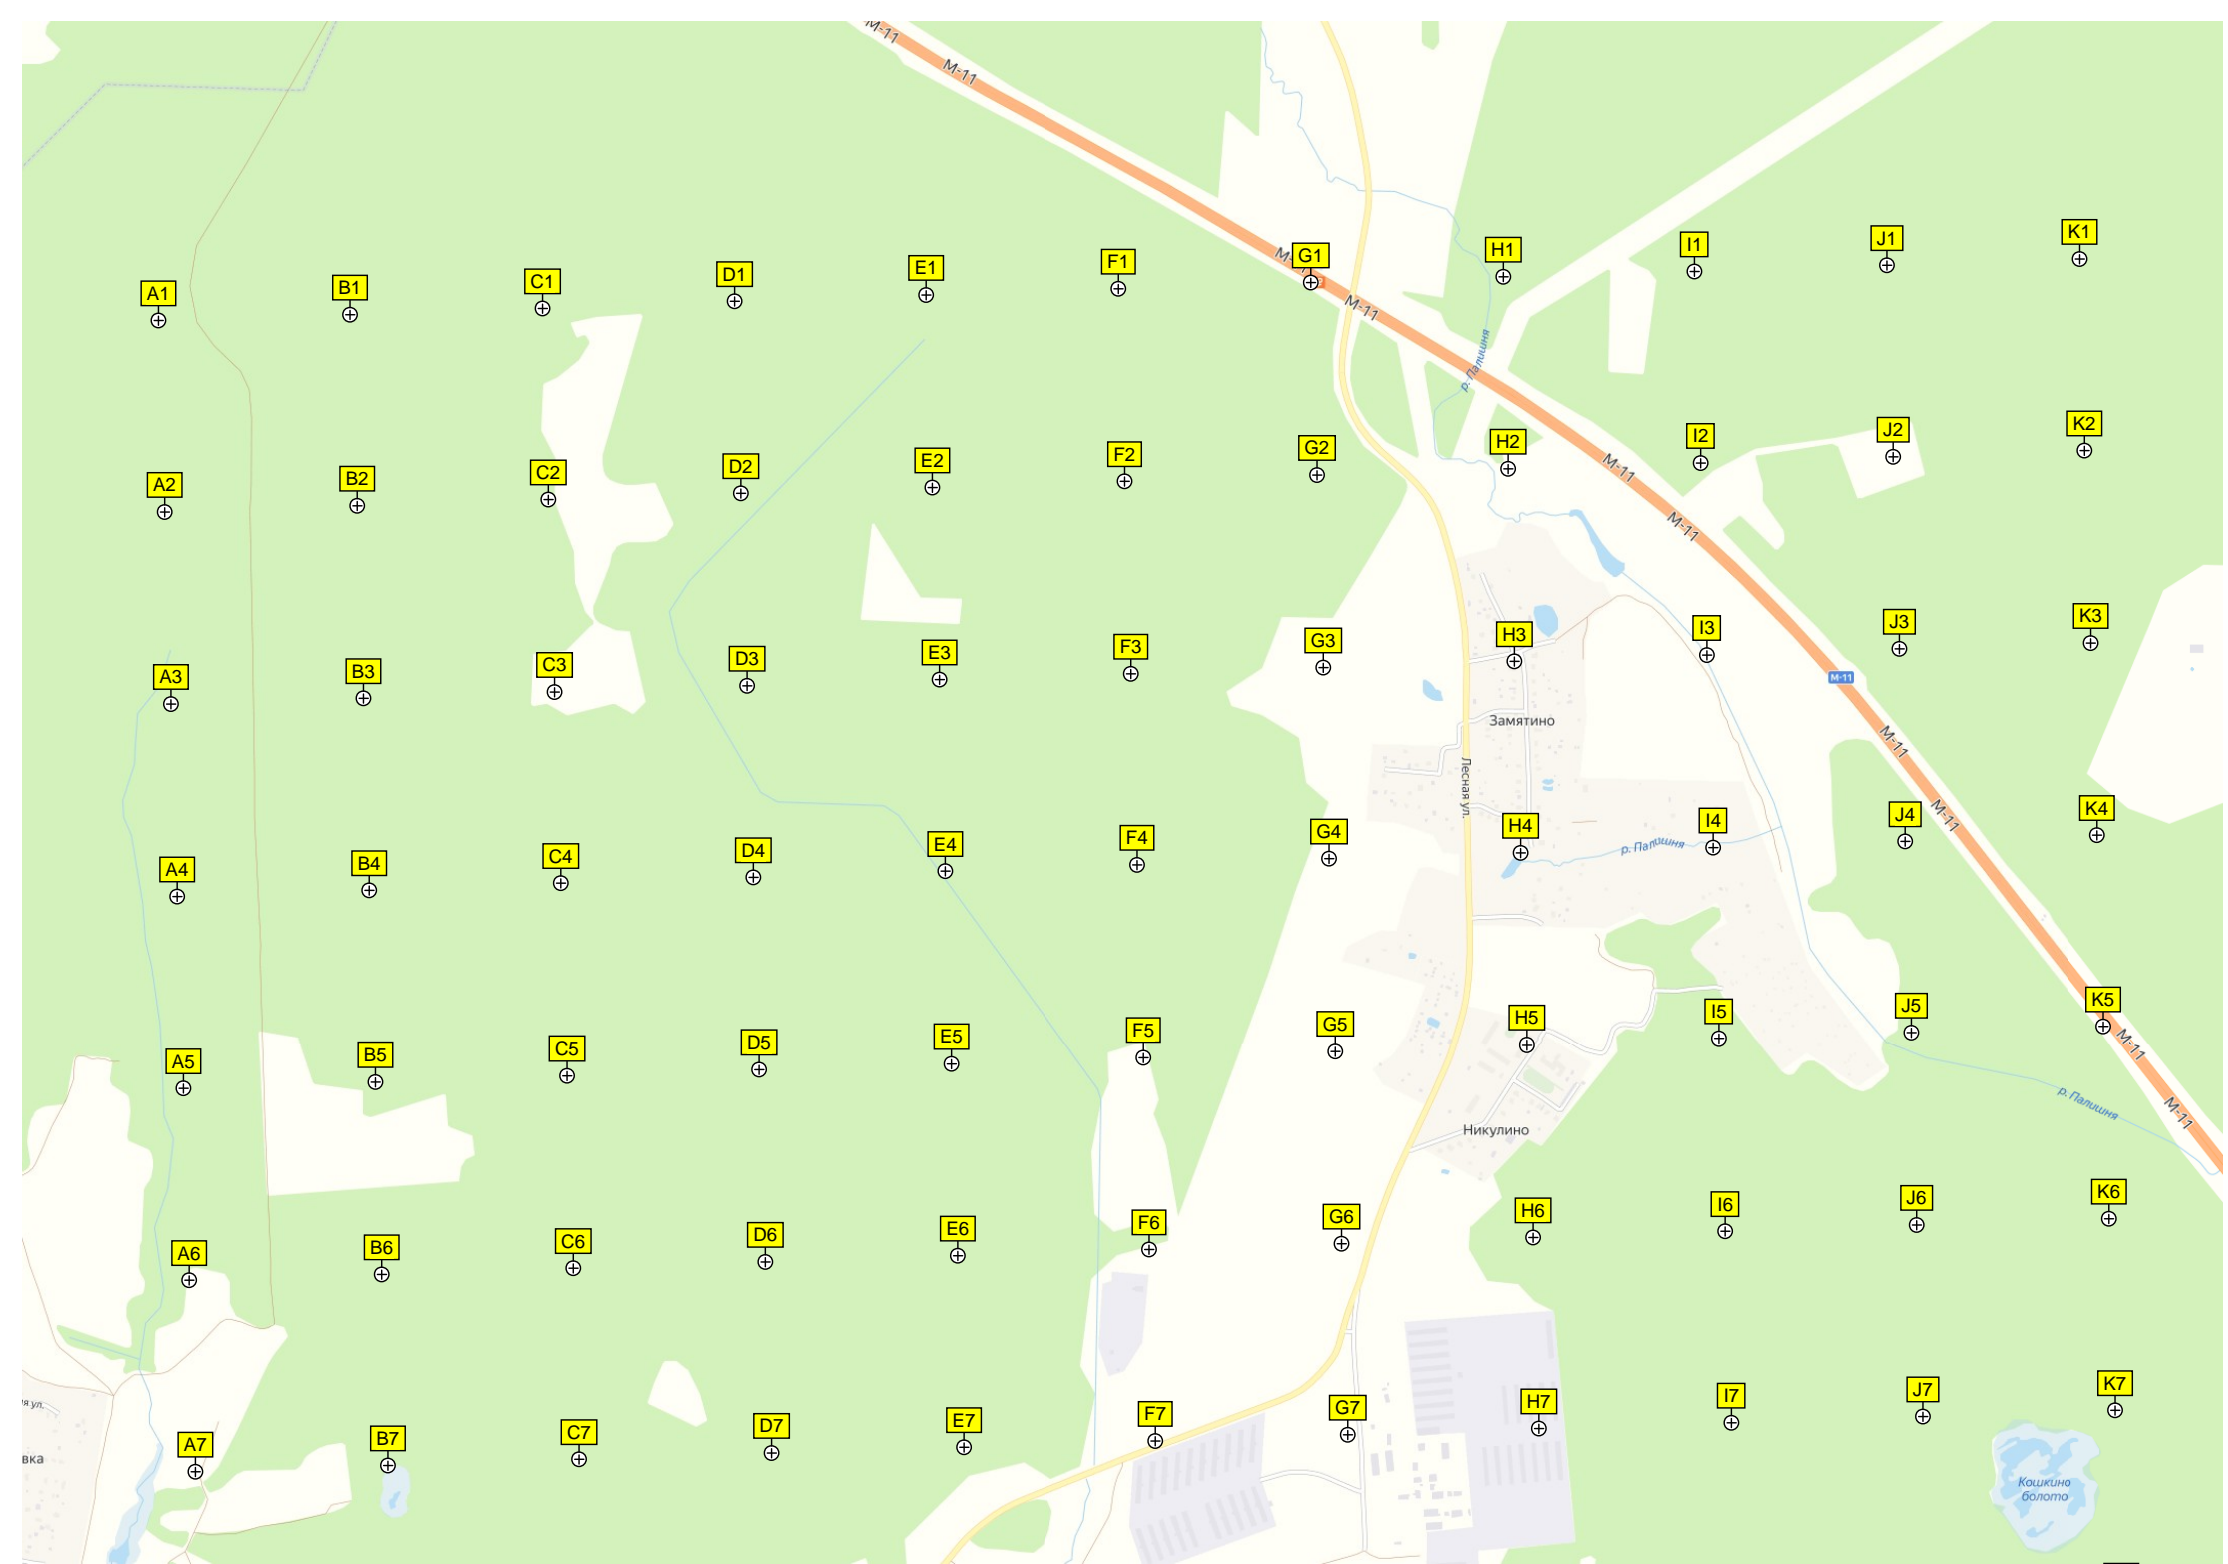 М-11
М-11
A1
B1
C1
D1
E1
F1
G1
H1
I1
J1
K1
М-11
р. Палишня
A2
B2
C2
D2
E2
F2
G2
H2
I2
J2
K2
М-11
М-11
A3
B3
C3
D3
E3
F3
G3
H3
I3
J3
K3
М-11
Замятино
М-11
Лесная ул.
A4
B4
C4
D4
E4
F4
G4
H4
I4
J4
K4
М-11
р. Палишня
A5
B5
C5
D5
E5
F5
G5
H5
I5
J5
K5
М-11
р. Палишня
М-11
Никулино
A6
B6
C6
D6
E6
F6
G6
H6
I6
J6
K6
ул.
A7
B7
C7
D7
E7
F7
G7
H7
I7
J7
K7
вка
Кошкино
болото